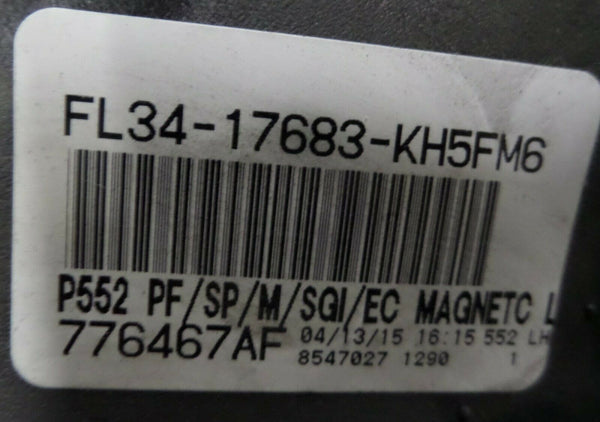 FL34-17683-KH5FM6
P552 PF/SP/M/SGI/EC MAGNETC L
776467AF 04/13/15 16:15 552 LH
8547027 1290 1